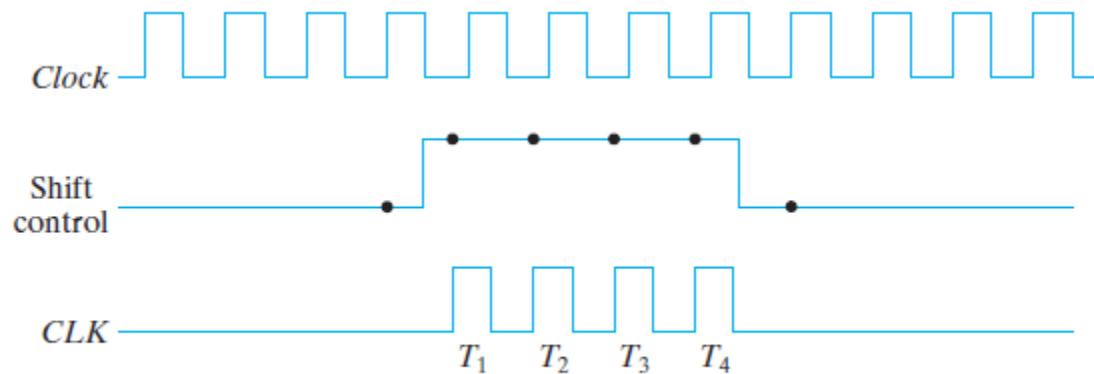 Clock
Shift
control
CLK
T₁ T₂ T₃ T₄